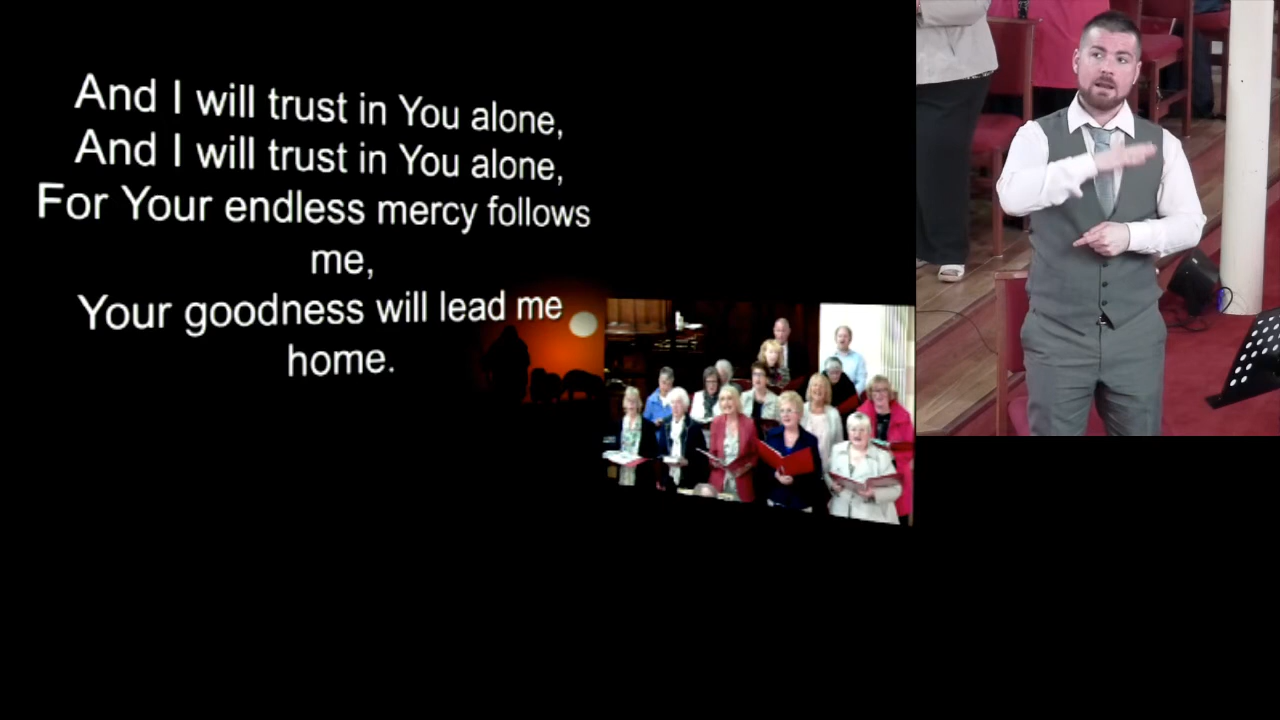 And I will trust in You alone,
And I will trust in You alone,
For Your endless mercy follows
me,
Your goodness will lead me
home.